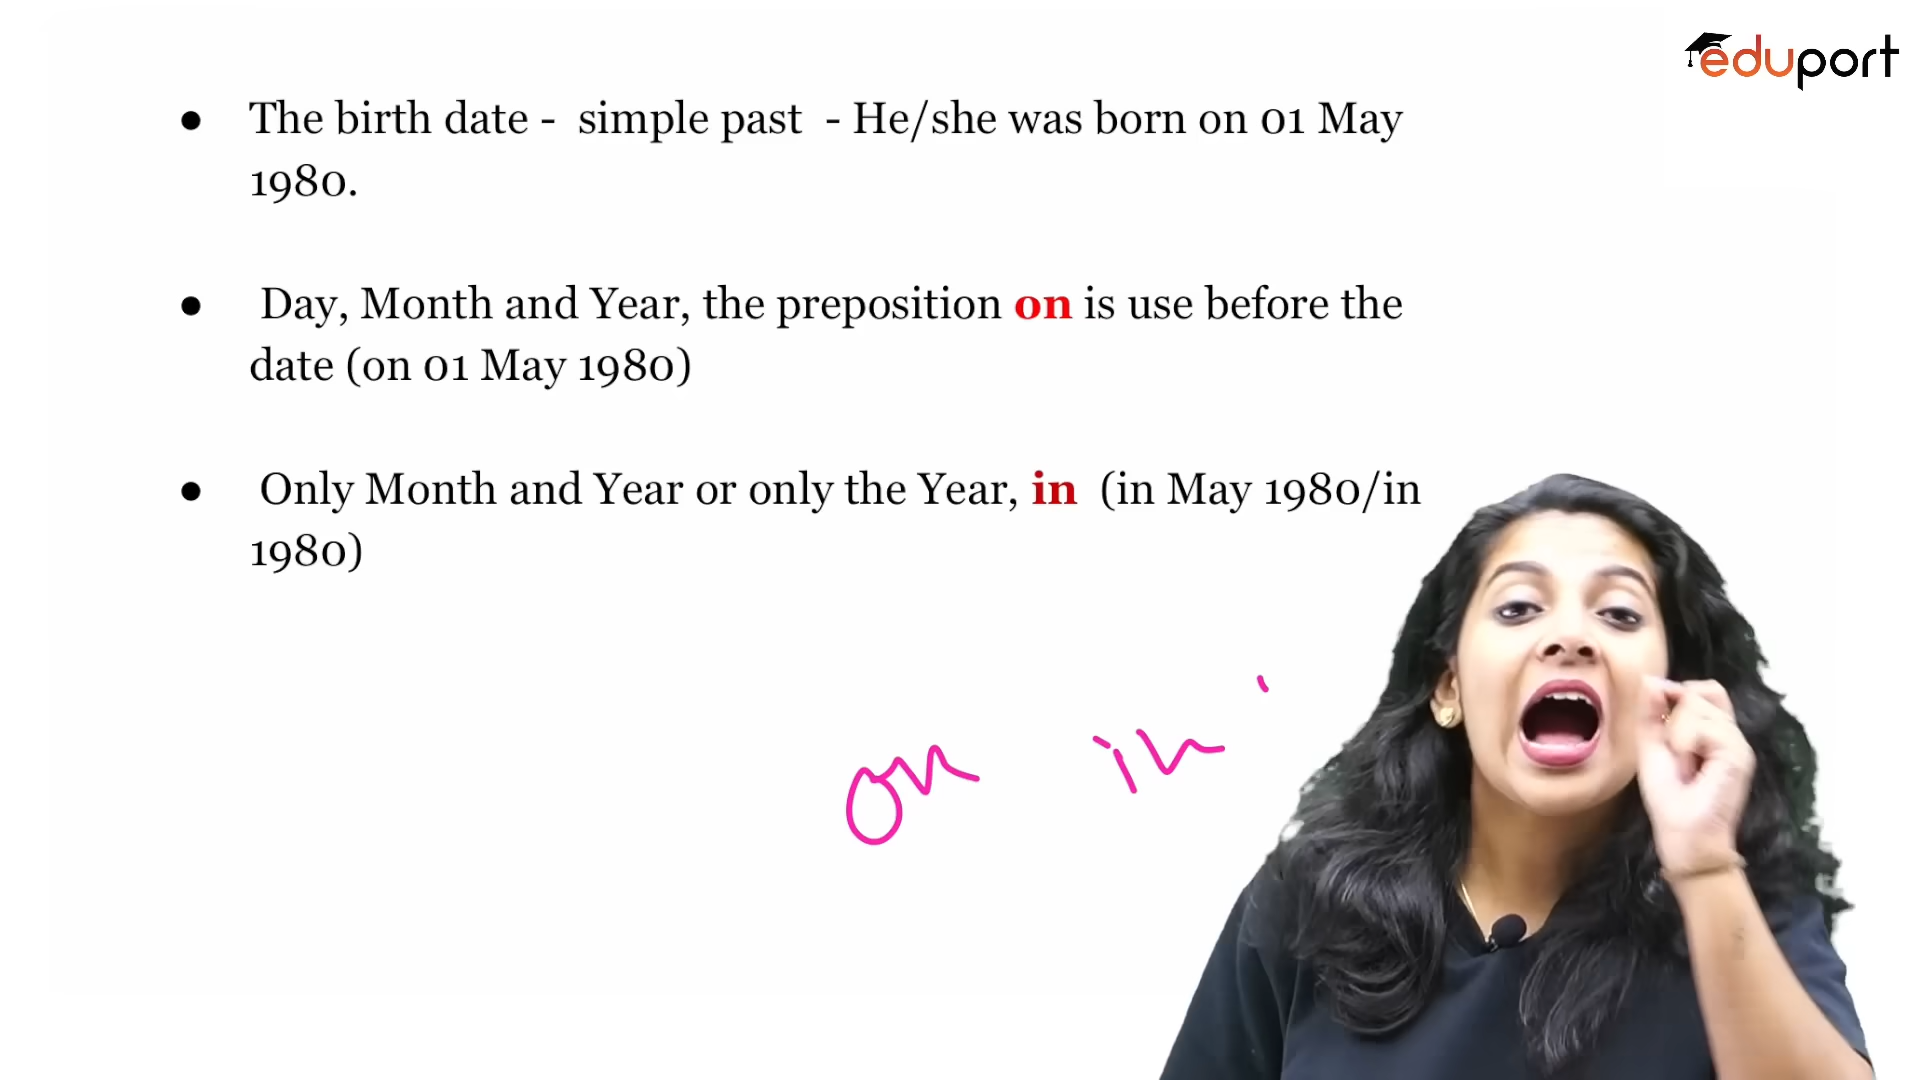 eduport
● The birth date - simple past - He/she was born on 01 May
1980.
● Day, Month and Year, the preposition on is use before the
date (on 01 May 1980)
● Only Month and Year or only the Year, in (in May 1980/in
1980)
on in